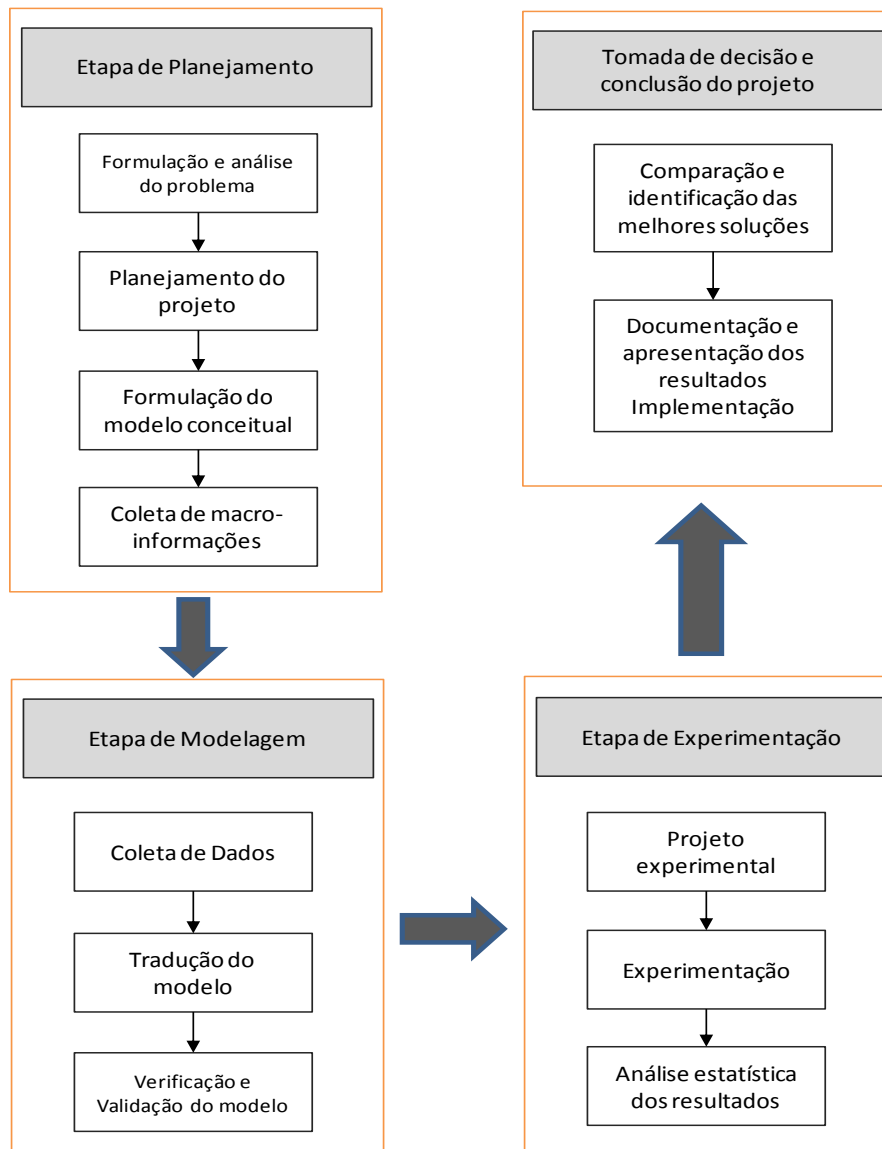 Etapa de Planejamento
Formulação e análise
do problema
Planejamento do
projeto
Formulação do
modelo conceitual
Coleta de macro-
informações
Etapa de Modelagem
Coleta de Dados
Tradução do
modelo
Verificação e
Validação do modelo
Etapa de Experimentação
Projeto
experimental
Experimentação
Análise estatística
dos resultados
Tomada de decisão e
conclusão do projeto
Comparação e
identificação das
melhores soluções
Documentação e
apresentação dos
resultados
Implementação